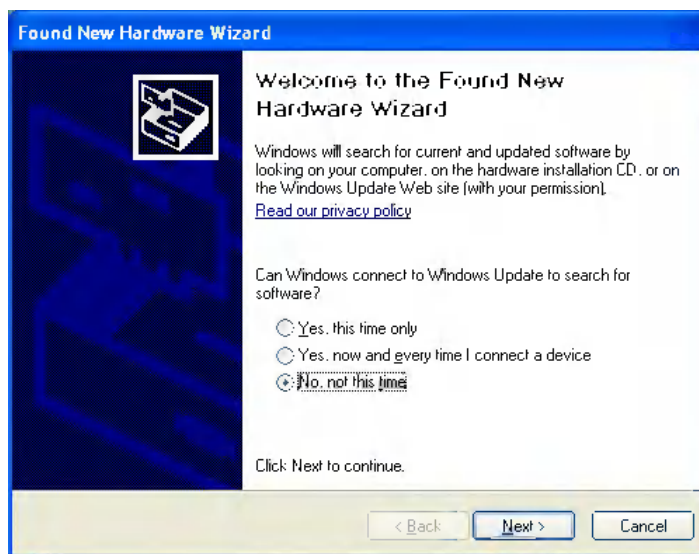 Found New Hardware Wizard
Welcome to the Found New
Hardware Wizard
Windows will search for current and updated software by
looking on your computer, on the hardware installation CD, or on
the Windows Update Web site (with your permission).
Read our privacy policy
Can Windows connect to Windows Update to search for
software?
Yes, this time only
Yes, now and every time I connect a device
No, not this time
Click Next to continue.
< Back
Next >
Cancel